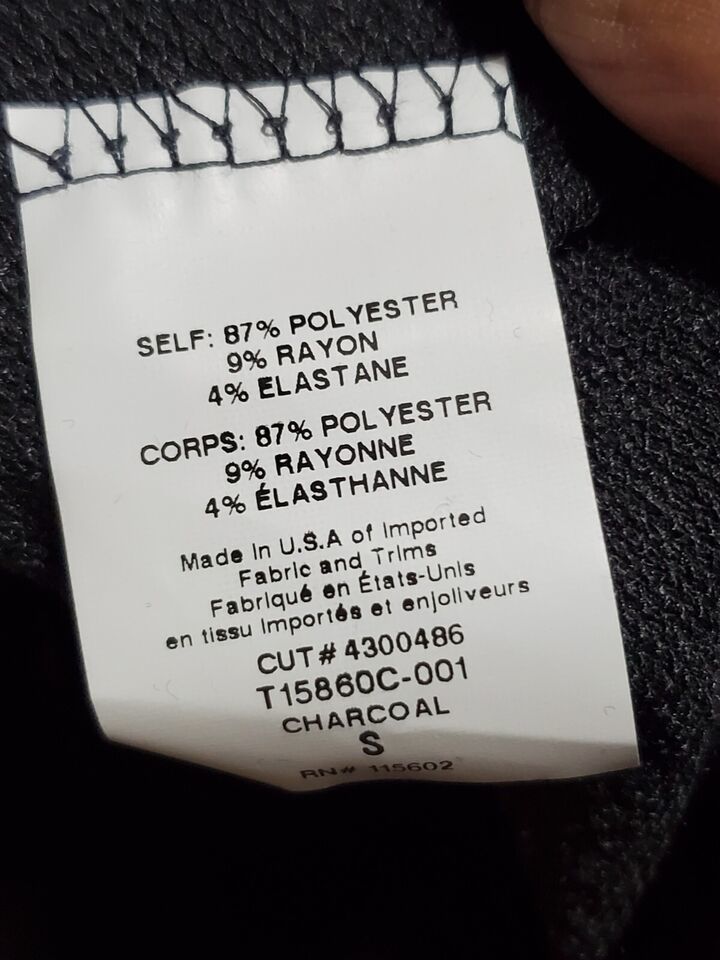 SELF: 87% POLYESTER
9% RAYON
4% ELASTANE
CORPS: 87% POLYESTER
9% RAYONNE
4% ÉLASTHANNE
Made In U.S.A of Imported
Fabric and Trims
Fabriqué en États-Unis
en tissu Importés et enjoliveurs
CUT# 4300486
T15860C-001
CHARCOAL
S
RN# 115602